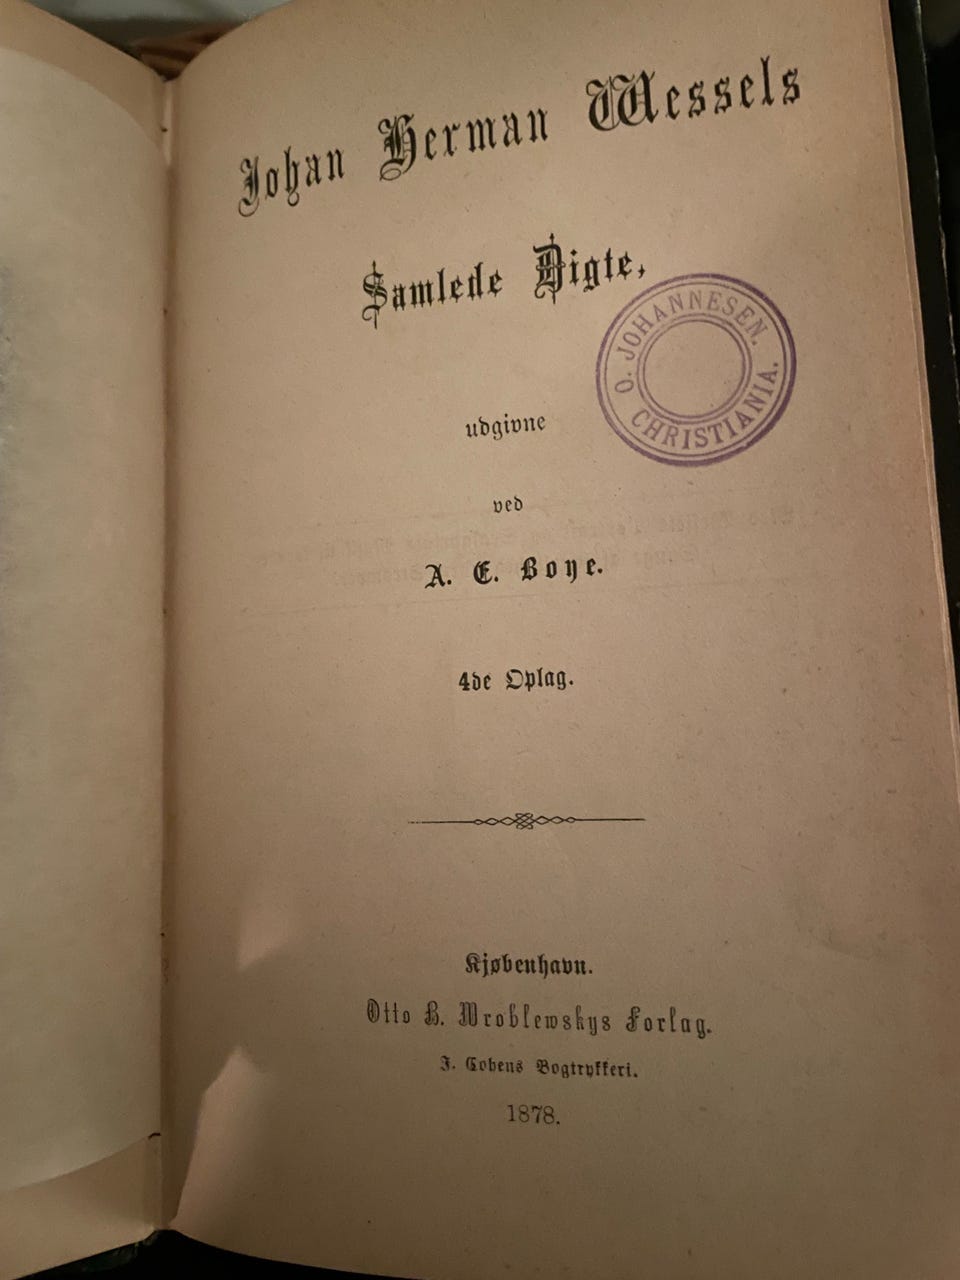 Johan Herman Wessels
Samlede Digte,
O. JOHANNESEN.
CHRISTIANIA.
udgivne
ved
A. E. Boye.
4de Oplag.
Kjøbenhavn.
Otto B. Wroblewskys Forlag.
J. Cohens Bogtrykkeri.
1878.